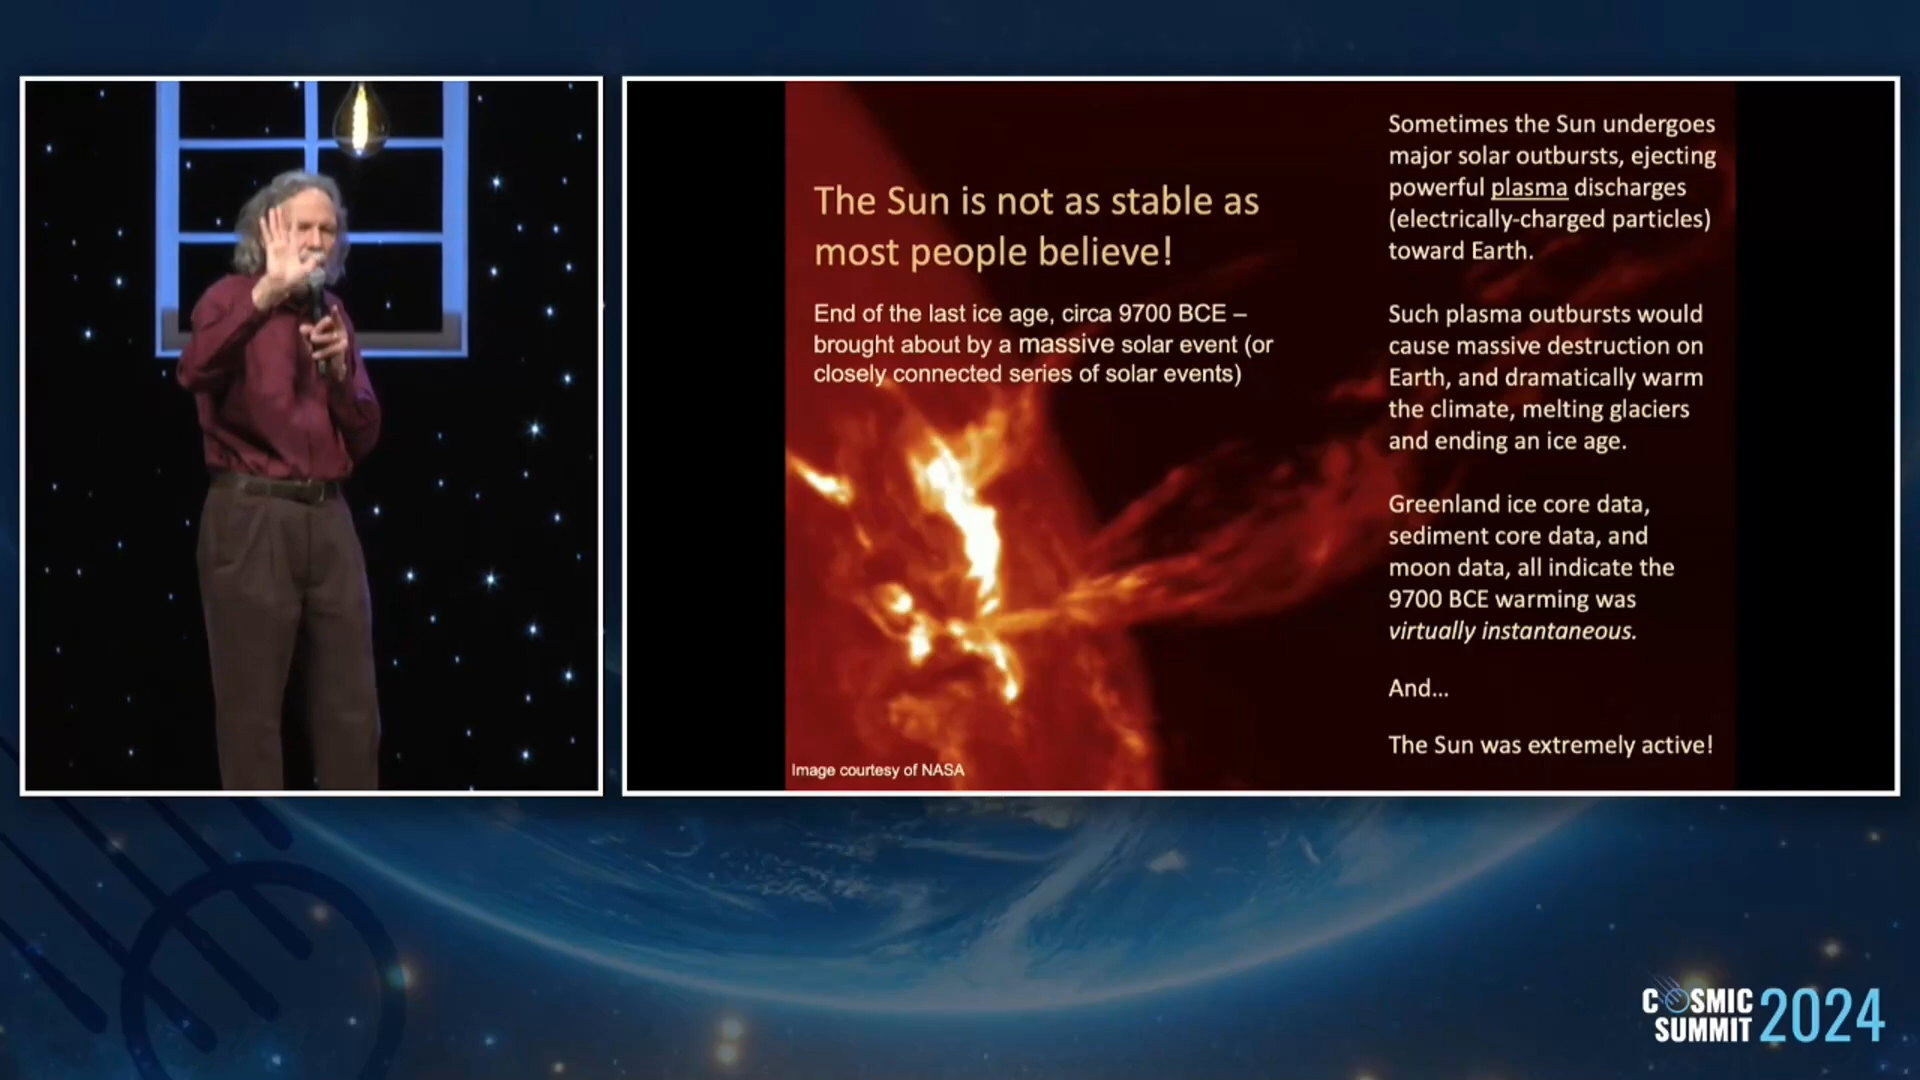 The Sun is not as stable as
most people believe!
End of the last ice age, circa 9700 BCE –
brought about by a massive solar event (or
closely connected series of solar events)
Image courtesy of NASA
Sometimes the Sun undergoes
major solar outbursts, ejecting
powerful plasma discharges
(electrically-charged particles)
toward Earth.
Such plasma outbursts would
cause massive destruction on
Earth, and dramatically warm
the climate, melting glaciers
and ending an ice age.
Greenland ice core data,
sediment core data, and
moon data, all indicate the
9700 BCE warming was
virtually instantaneous.
And...
The Sun was extremely active!
COSMIC
SUMMIT 2024